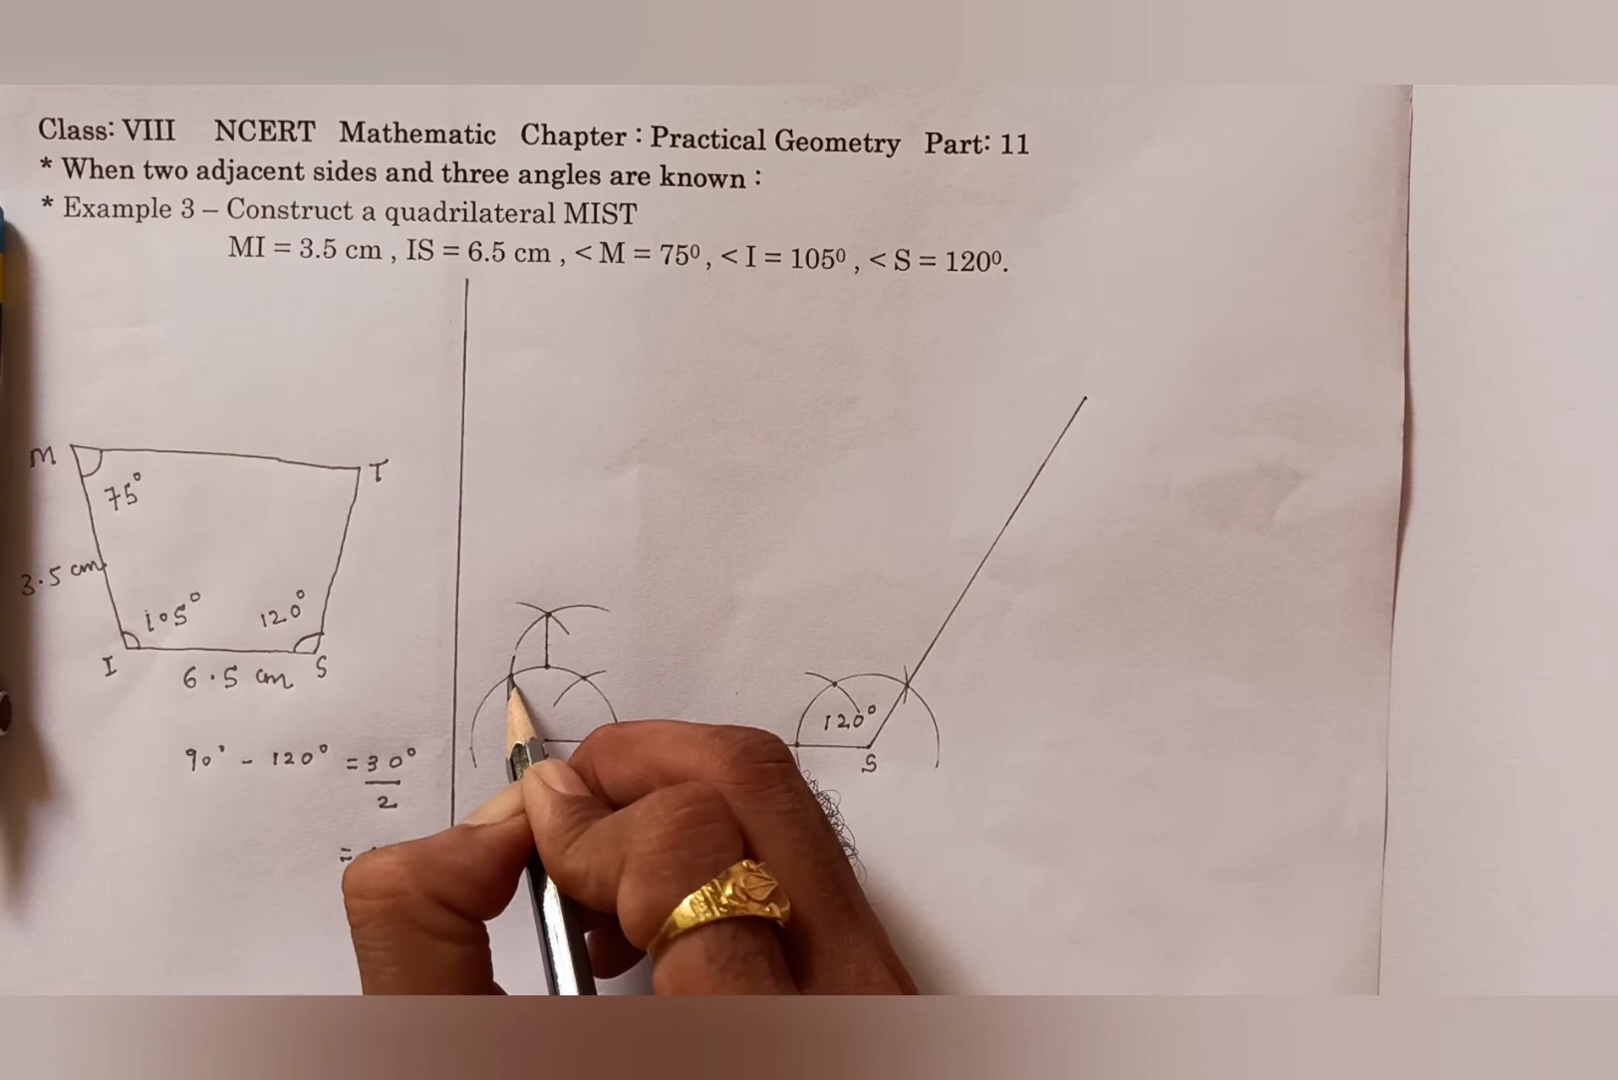 Class: VIII NCERT Mathematic Chapter : Practical Geometry Part: 11
* When two adjacent sides and three angles are known :
* Example 3 – Construct a quadrilateral MIST
MI = 3.5 cm , IS = 6.5 cm , < M = 75⁰ , < I = 105⁰ , < S = 120⁰.
M
T
75°
3.5 cm
105°
120°
I
S
6.5 cm
90° - 120° = 30°
2
=
120°
S